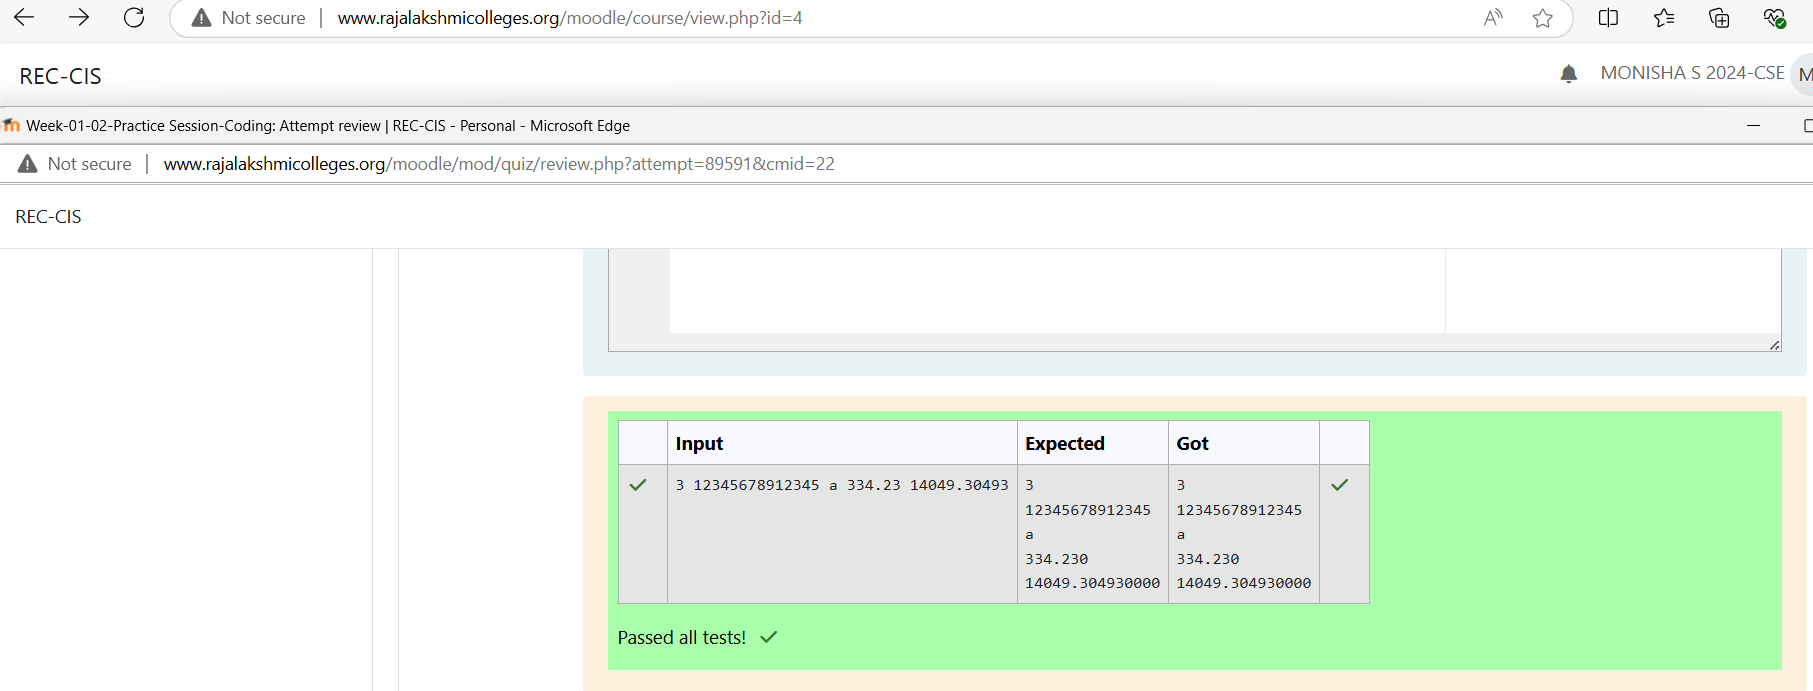 Not secure | www.rajalakshmicolleges.org/moodle/course/view.php?id=4
REC-CIS
MONISHA S 2024-CSE M
Week-01-02-Practice Session-Coding: Attempt review | REC-CIS - Personal - Microsoft Edge
Not secure | www.rajalakshmicolleges.org/moodle/mod/quiz/review.php?attempt=89591&cmid=22
REC-CIS
Input Expected Got
3 12345678912345 a 334.23 14049.30493 3 3
12345678912345 12345678912345
a a
334.230 334.230
14049.304930000 14049.304930000
Passed all tests!